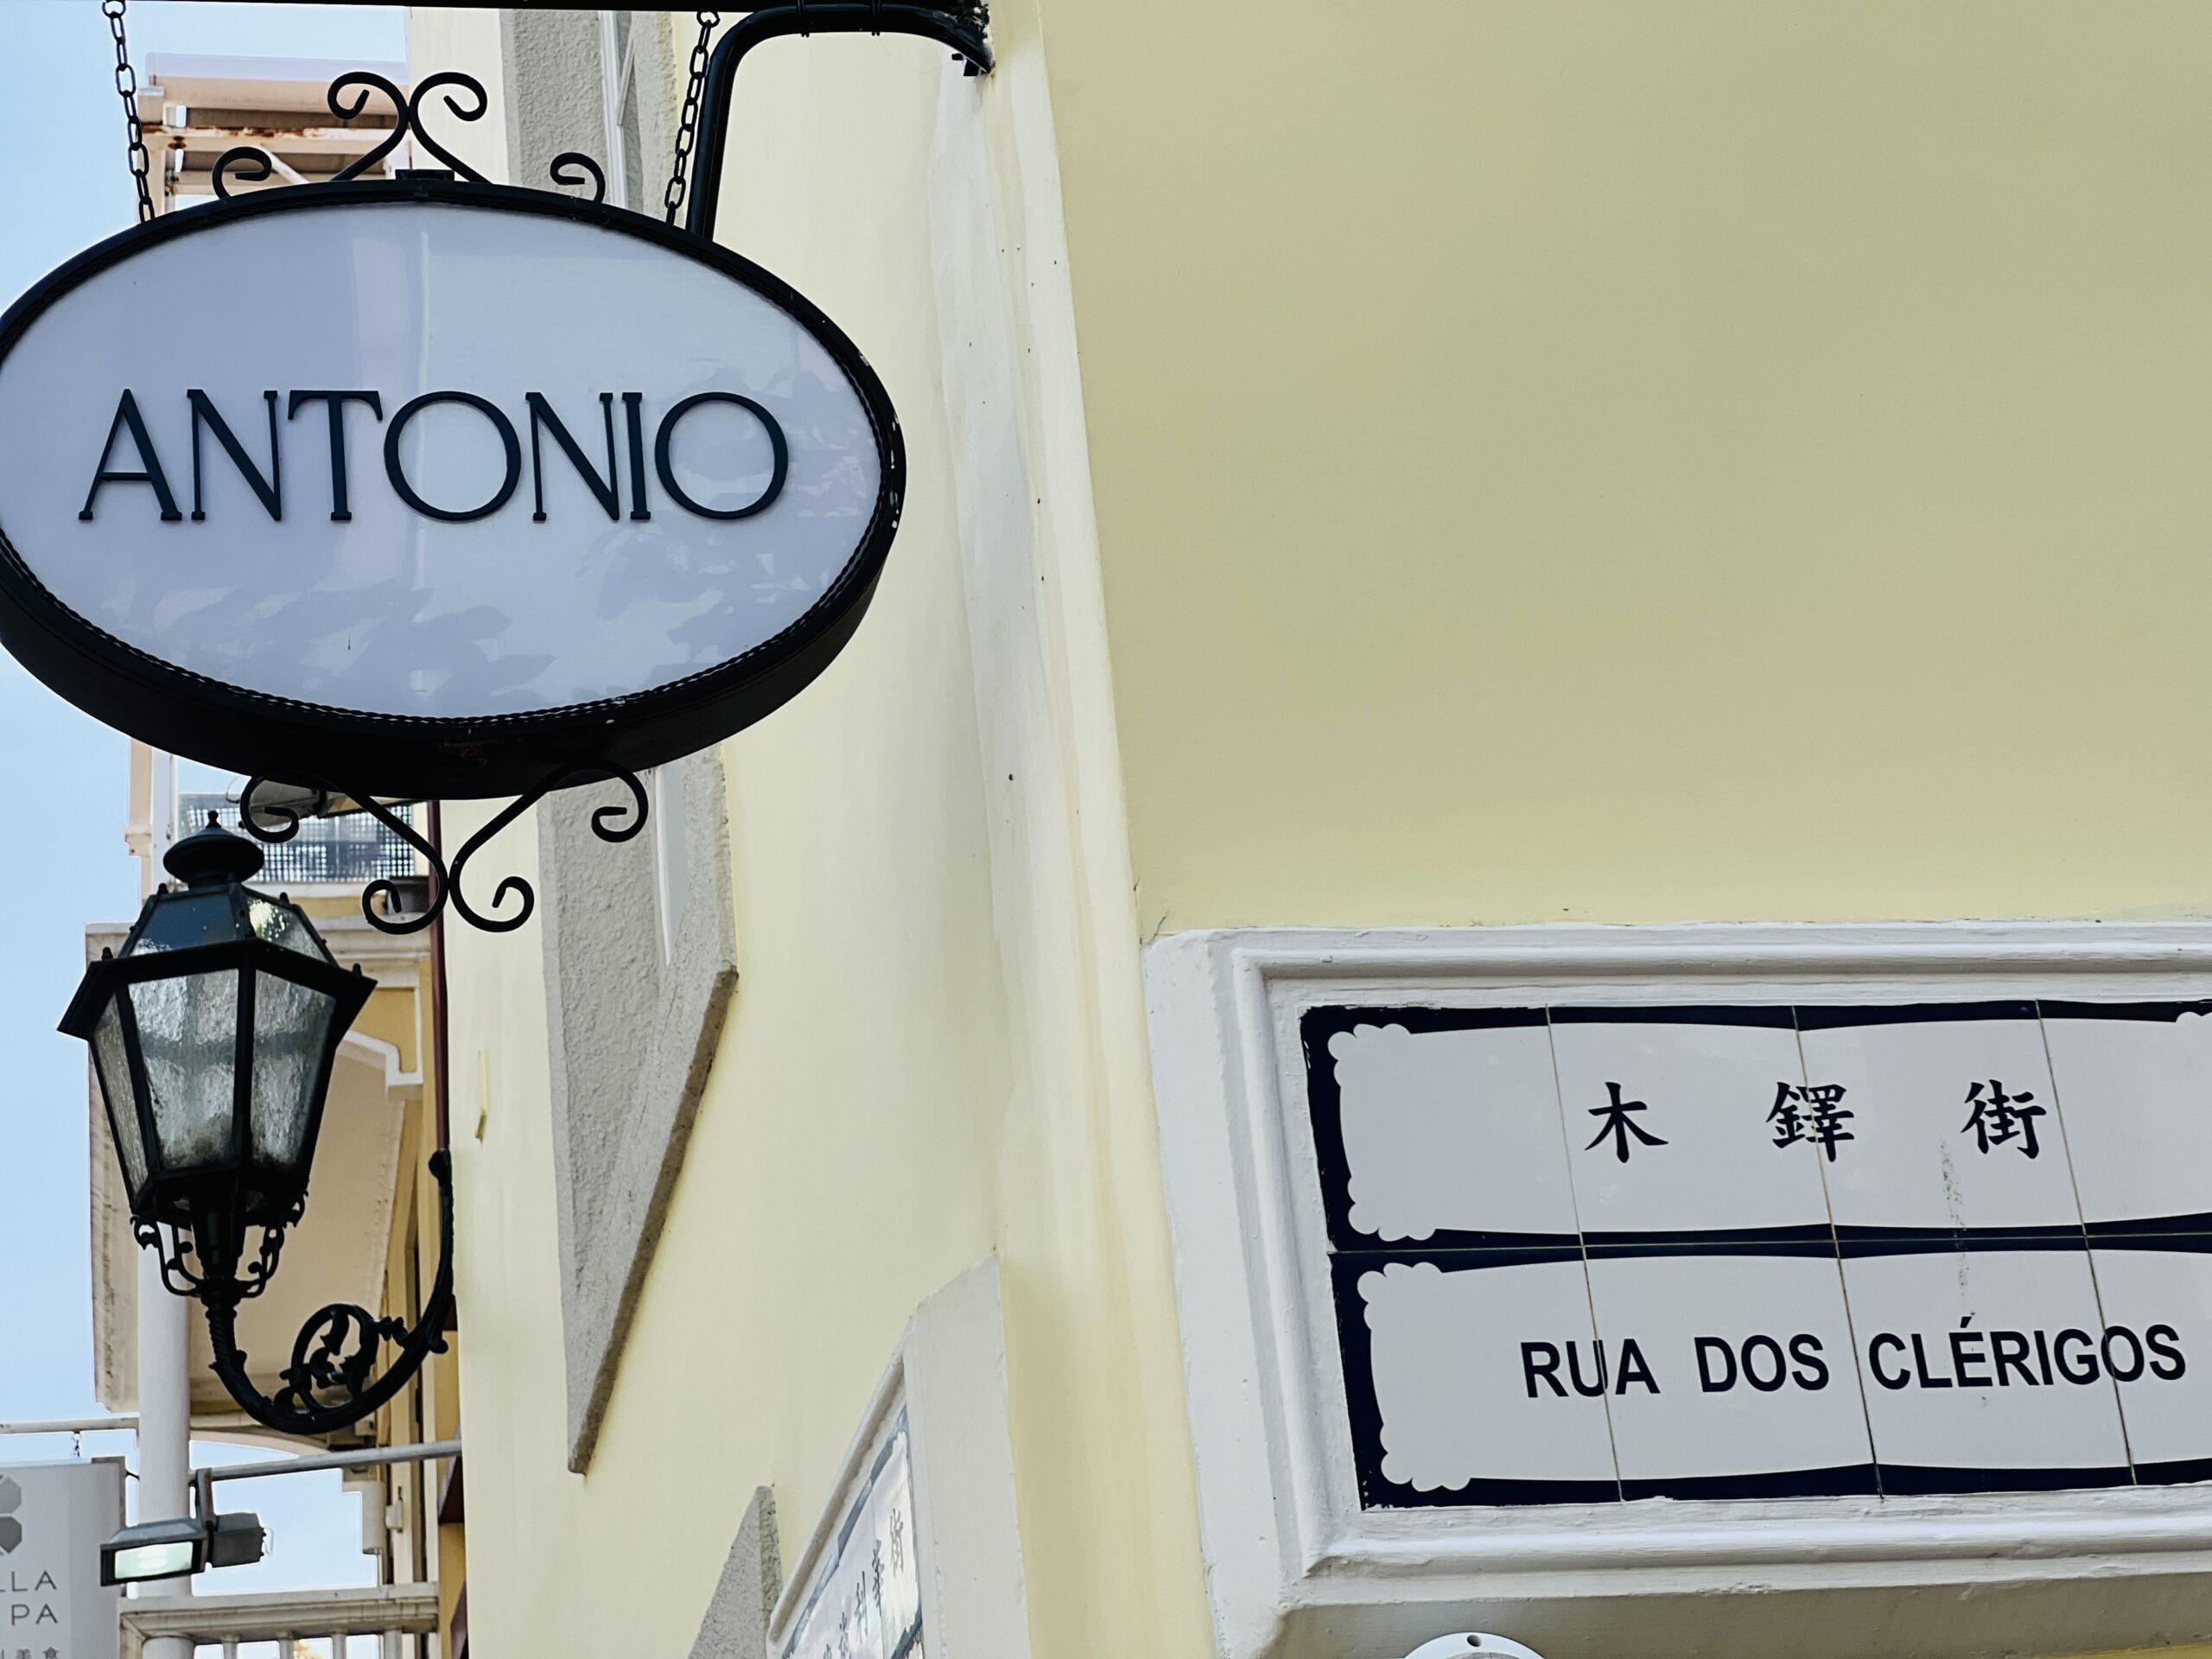 ANTONIO
木鐸街
RUA DOS CLÉRIGOS